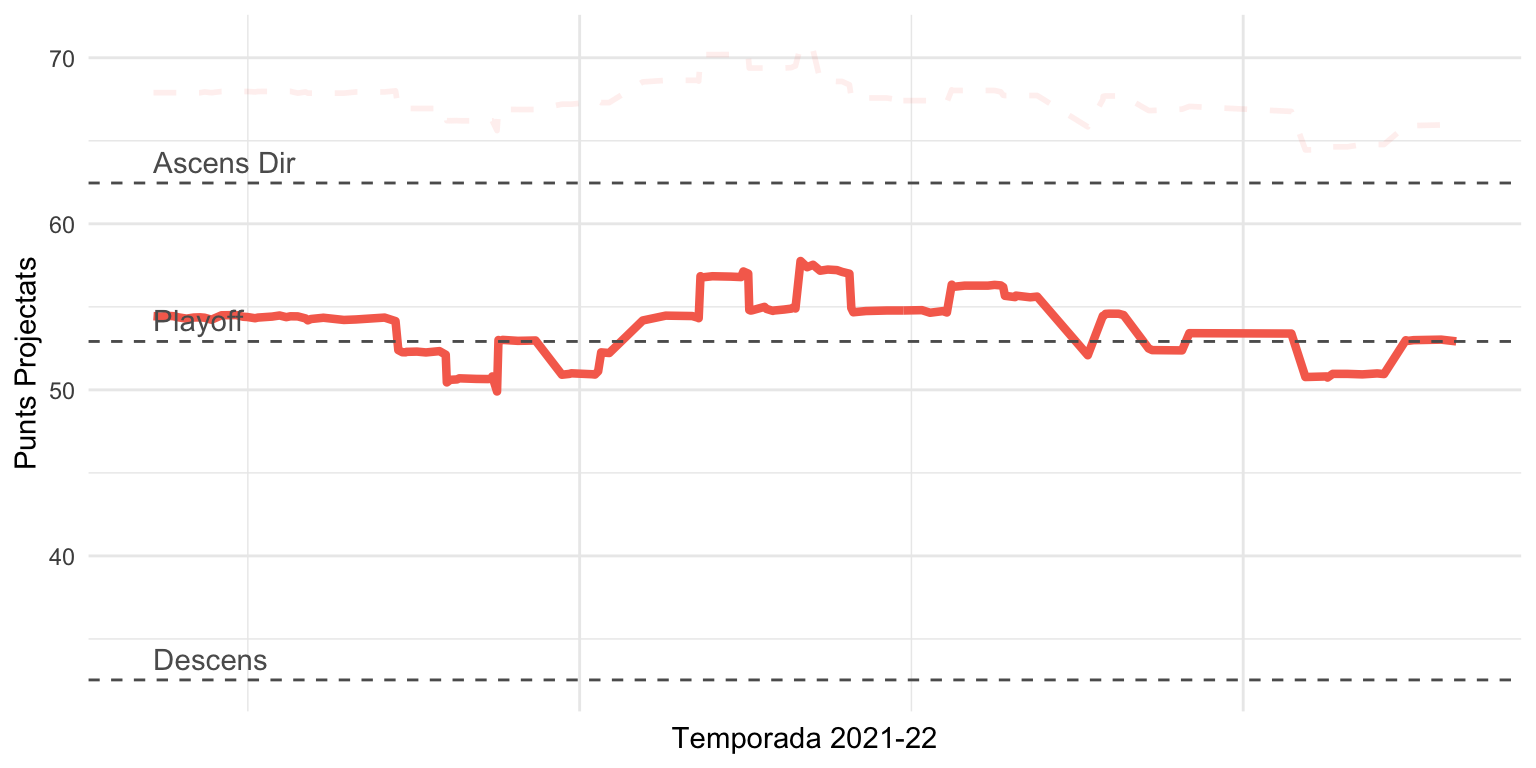 70
Ascens Dir
60
Playoff
50
40
Descens
Punts Projectats
Temporada 2021-22